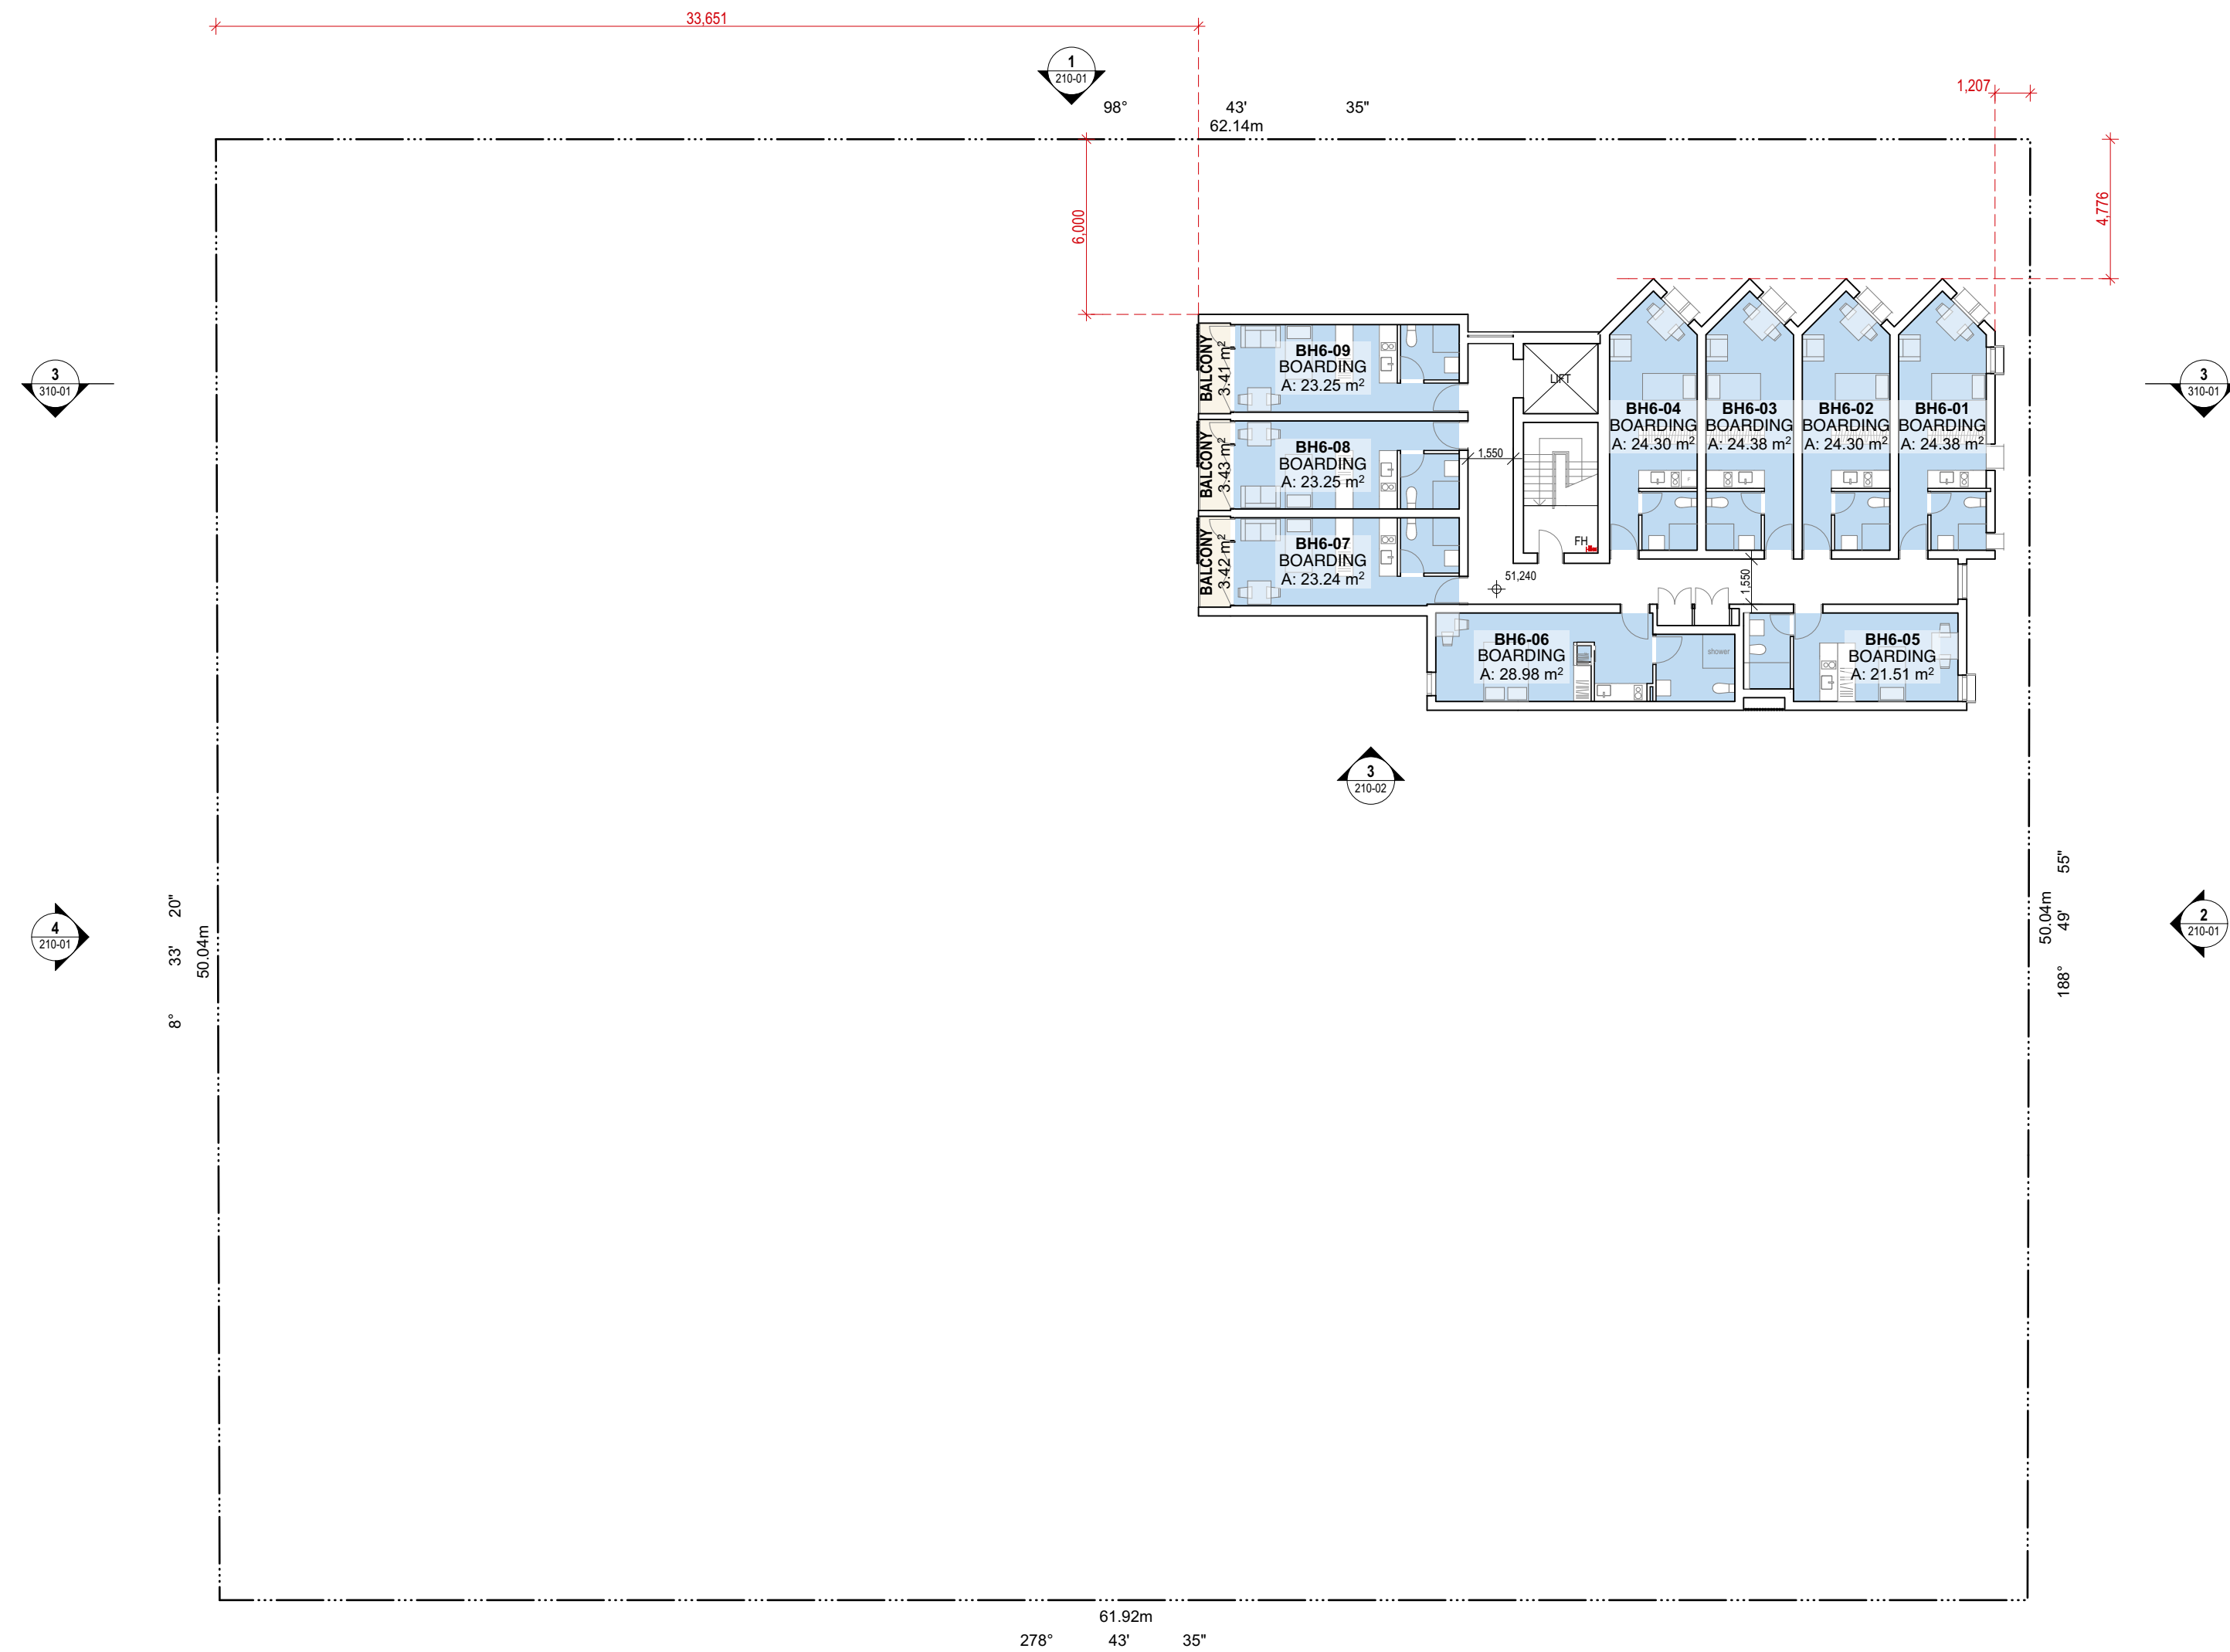 33,651
1
210-01
1,207
98° 43' 35"
62.14m
6,000
4,776
3
310-01
3
310-01
BALCONY
3.41 m²
BH6-09
BOARDING
A: 23.25 m²
LIFT
BH6-04
BOARDING
A: 24.30 m²
BH6-03
BOARDING
A: 24.38 m²
BH6-02
BOARDING
A: 24.30 m²
BH6-01
BOARDING
A: 24.38 m²
BALCONY
3.43 m²
BH6-08
BOARDING
A: 23.25 m²
1,550
BALCONY
3.42 m²
BH6-07
BOARDING
A: 23.24 m²
FH
51,240
1,550
BH6-06
BOARDING
A: 28.98 m²
shower
BH6-05
BOARDING
A: 21.51 m²
3
210-02
8° 33' 20"
50.04m
4
210-01
50.04m
188° 49' 55"
2
210-01
61.92m
278° 43' 35"